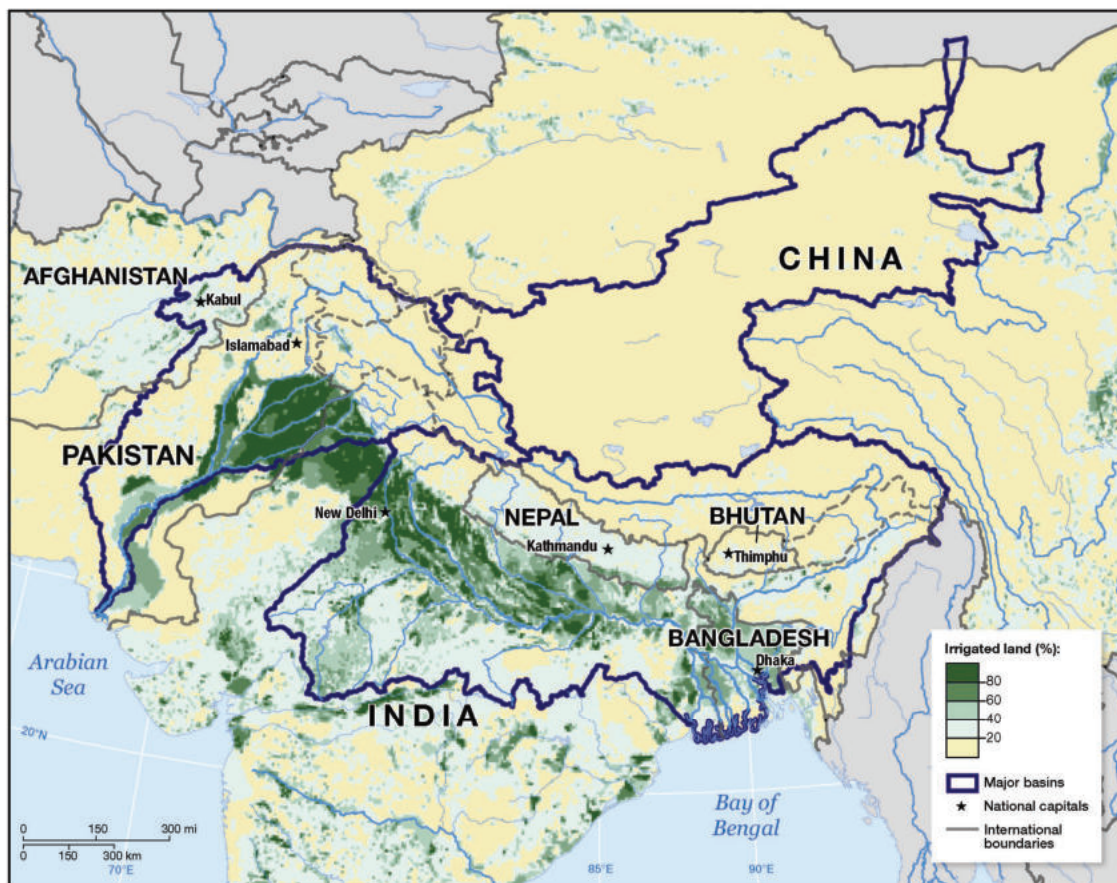 CHINA
AFGHANISTAN
Kabul
Islamabad
PAKISTAN
New Delhi
NEPAL
Kathmandu
BHUTAN
Thimphu
BANGLADESH
Dhaka
Arabian
Sea
INDIA
20°N
Bay of
Bengal
0 150 300 mi
0 150 300 km
70°E
85°E
90°E
Irrigated land (%):
80
60
40
20
Major basins
National capitals
International
boundaries